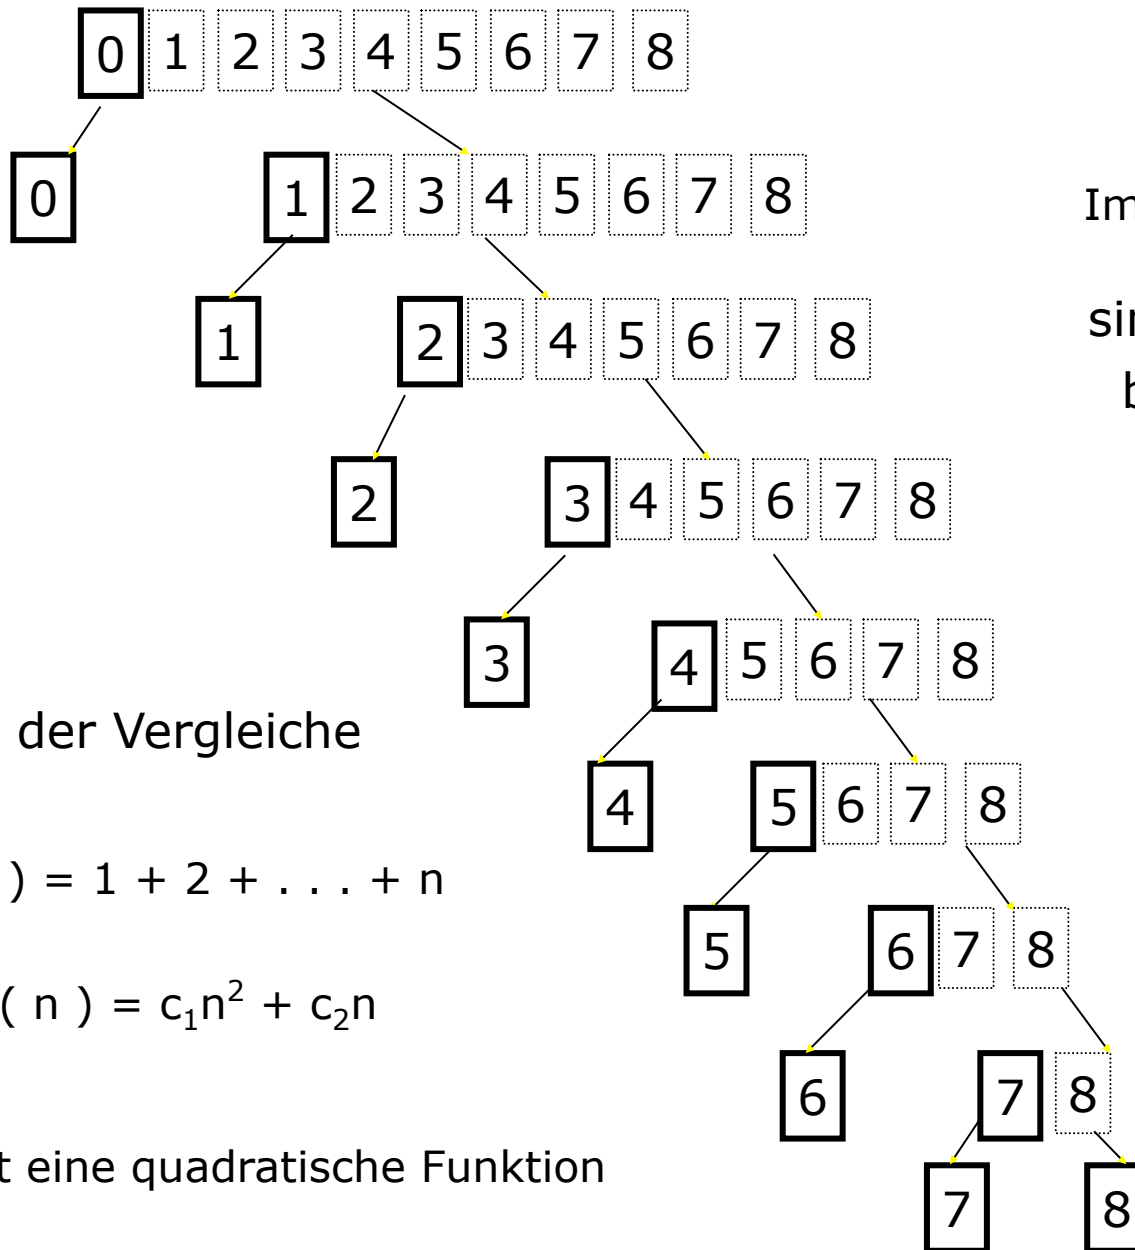 0 1 2 3 4 5 6 7 8
0 1 2 3 4 5 6 7 8
1 2 3 4 5 6 7 8
2 3 4 5 6 7 8
3 4 5 6 7 8
4 5 6 7 8
5 6 7 8
6 7 8
7 8
Im
der Vergleiche
) = 1 + 2 + . . . + n
( n ) = c₁n² + c₂n
eine quadratische Funktion